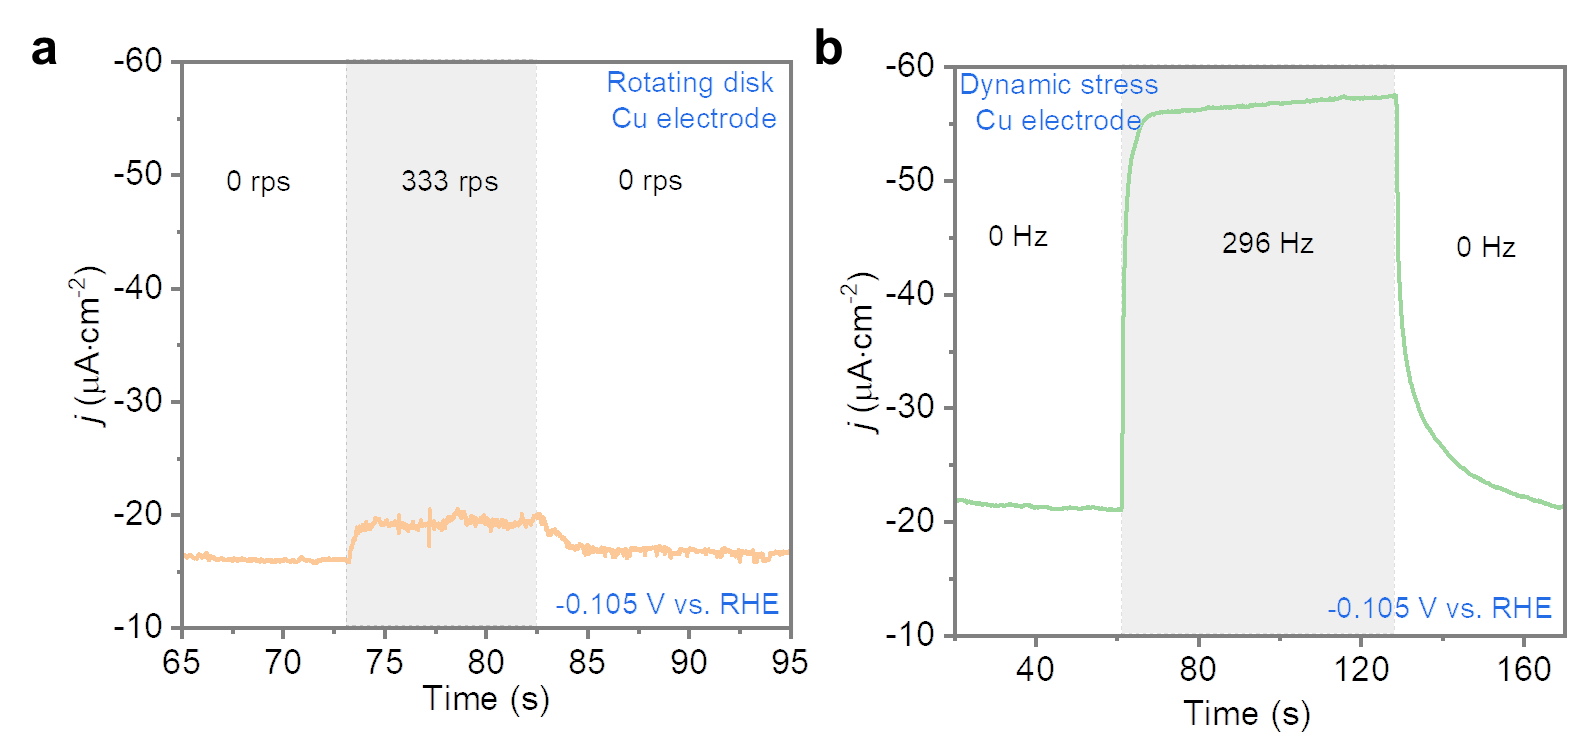 a
-60
-50
-40
-30
-20
-10
j (μA·cm-2)
Rotating disk
Cu electrode
0 rps
333 rps
0 rps
-0.105 V vs. RHE
65 70 75 80 85 90 95
Time (s)
b
-60
-50
-40
-30
-20
-10
j (μA·cm-2)
Dynamic stress
Cu electrode
0 Hz
296 Hz
0 Hz
-0.105 V vs. RHE
40 80 120 160
Time (s)